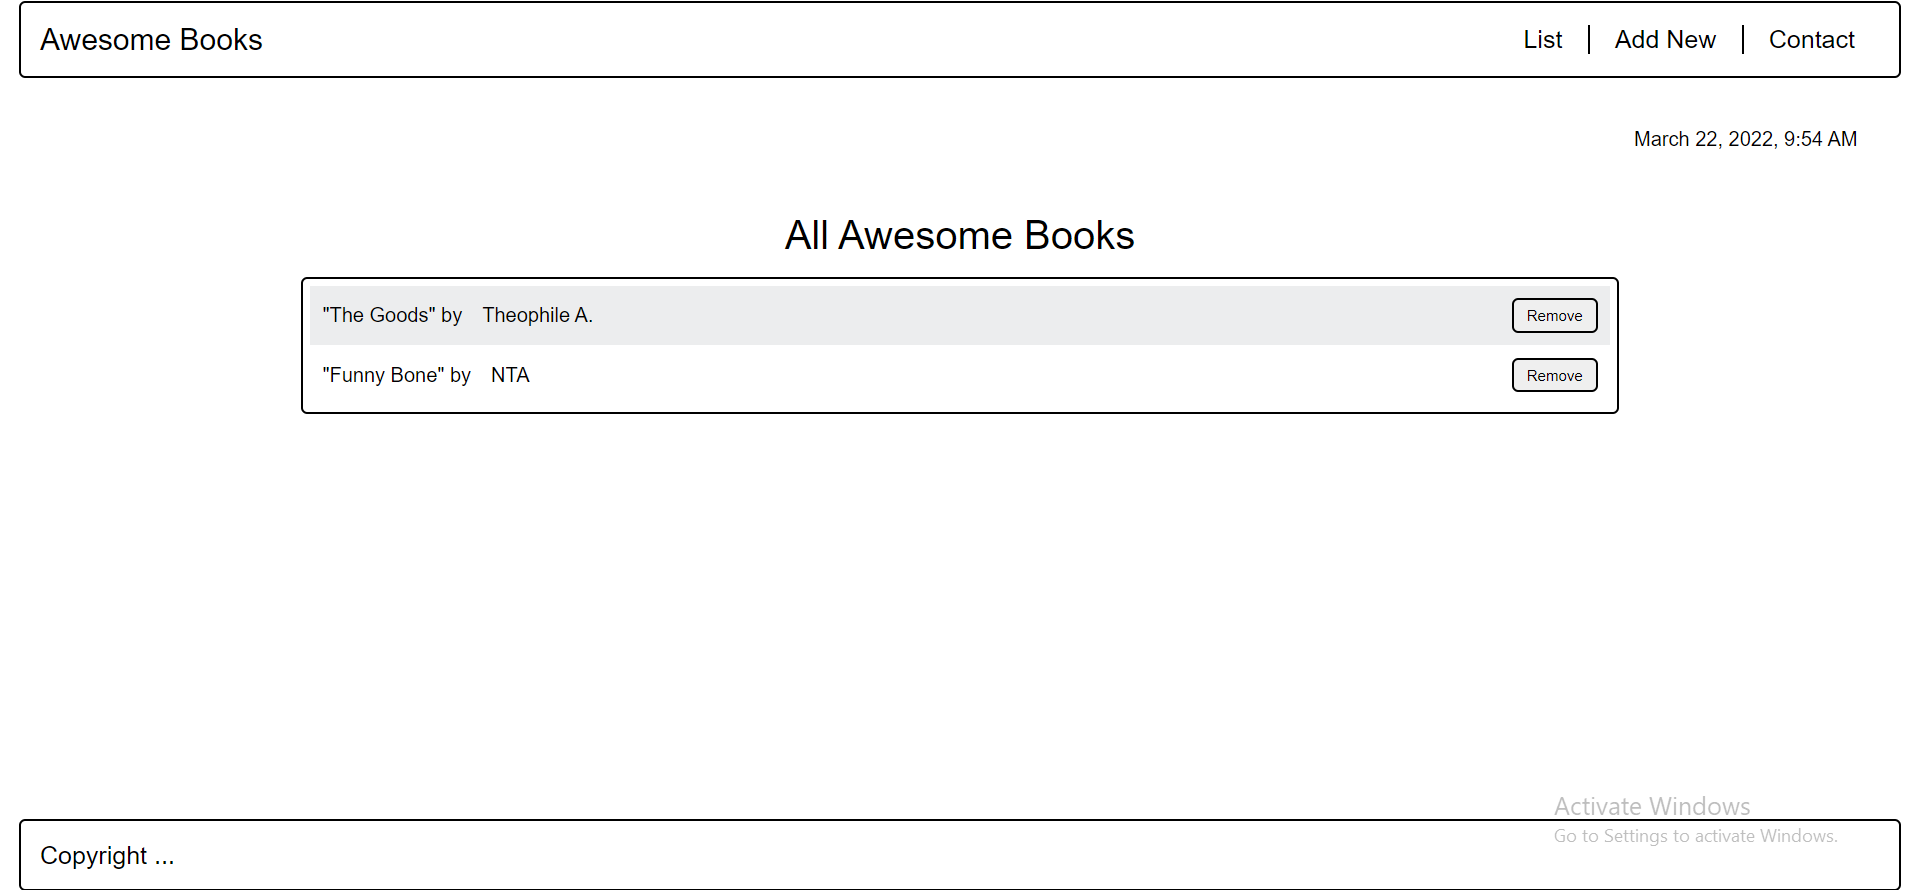 Awesome Books List Add New Contact
March 22, 2022, 9:54 AM
All Awesome Books
"The Goods" by Theophile A. Remove
"Funny Bone" by NTA Remove
Activate Windows
Go to Settings to activate Windows.
Copyright ...